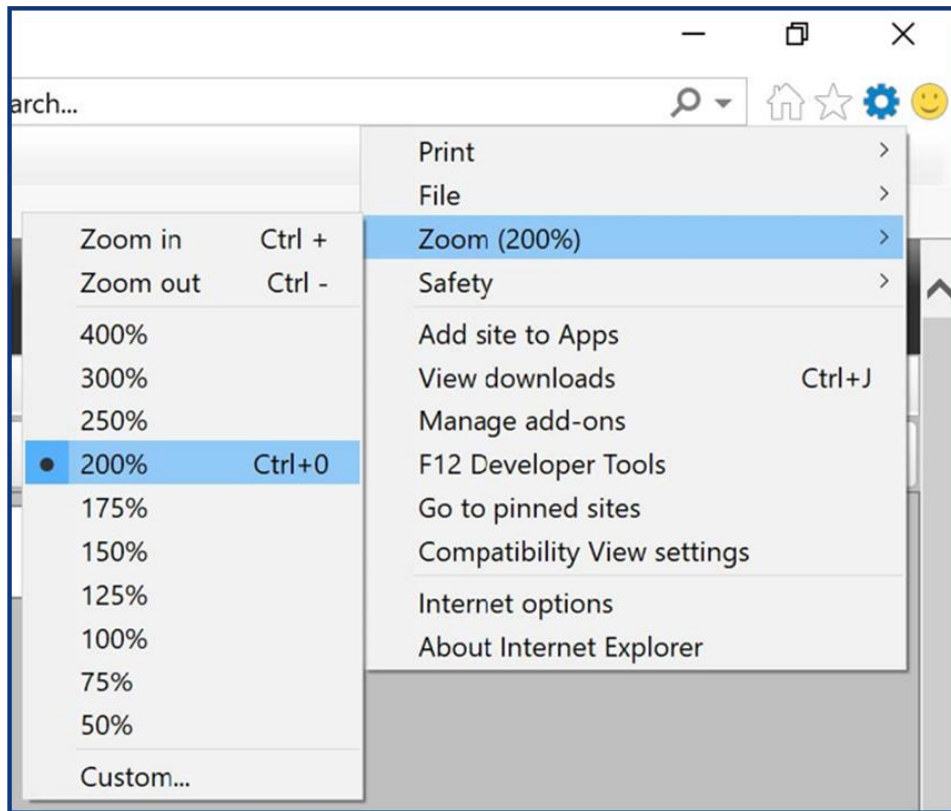 arch...
Print
File
Zoom (200%)
Safety
Add site to Apps
View downloads Ctrl+J
Manage add-ons
F12 Developer Tools
Go to pinned sites
Compatibility View settings
Internet options
About Internet Explorer
Zoom in Ctrl +
Zoom out Ctrl -
400%
300%
250%
200% Ctrl+0
175%
150%
125%
100%
75%
50%
Custom...